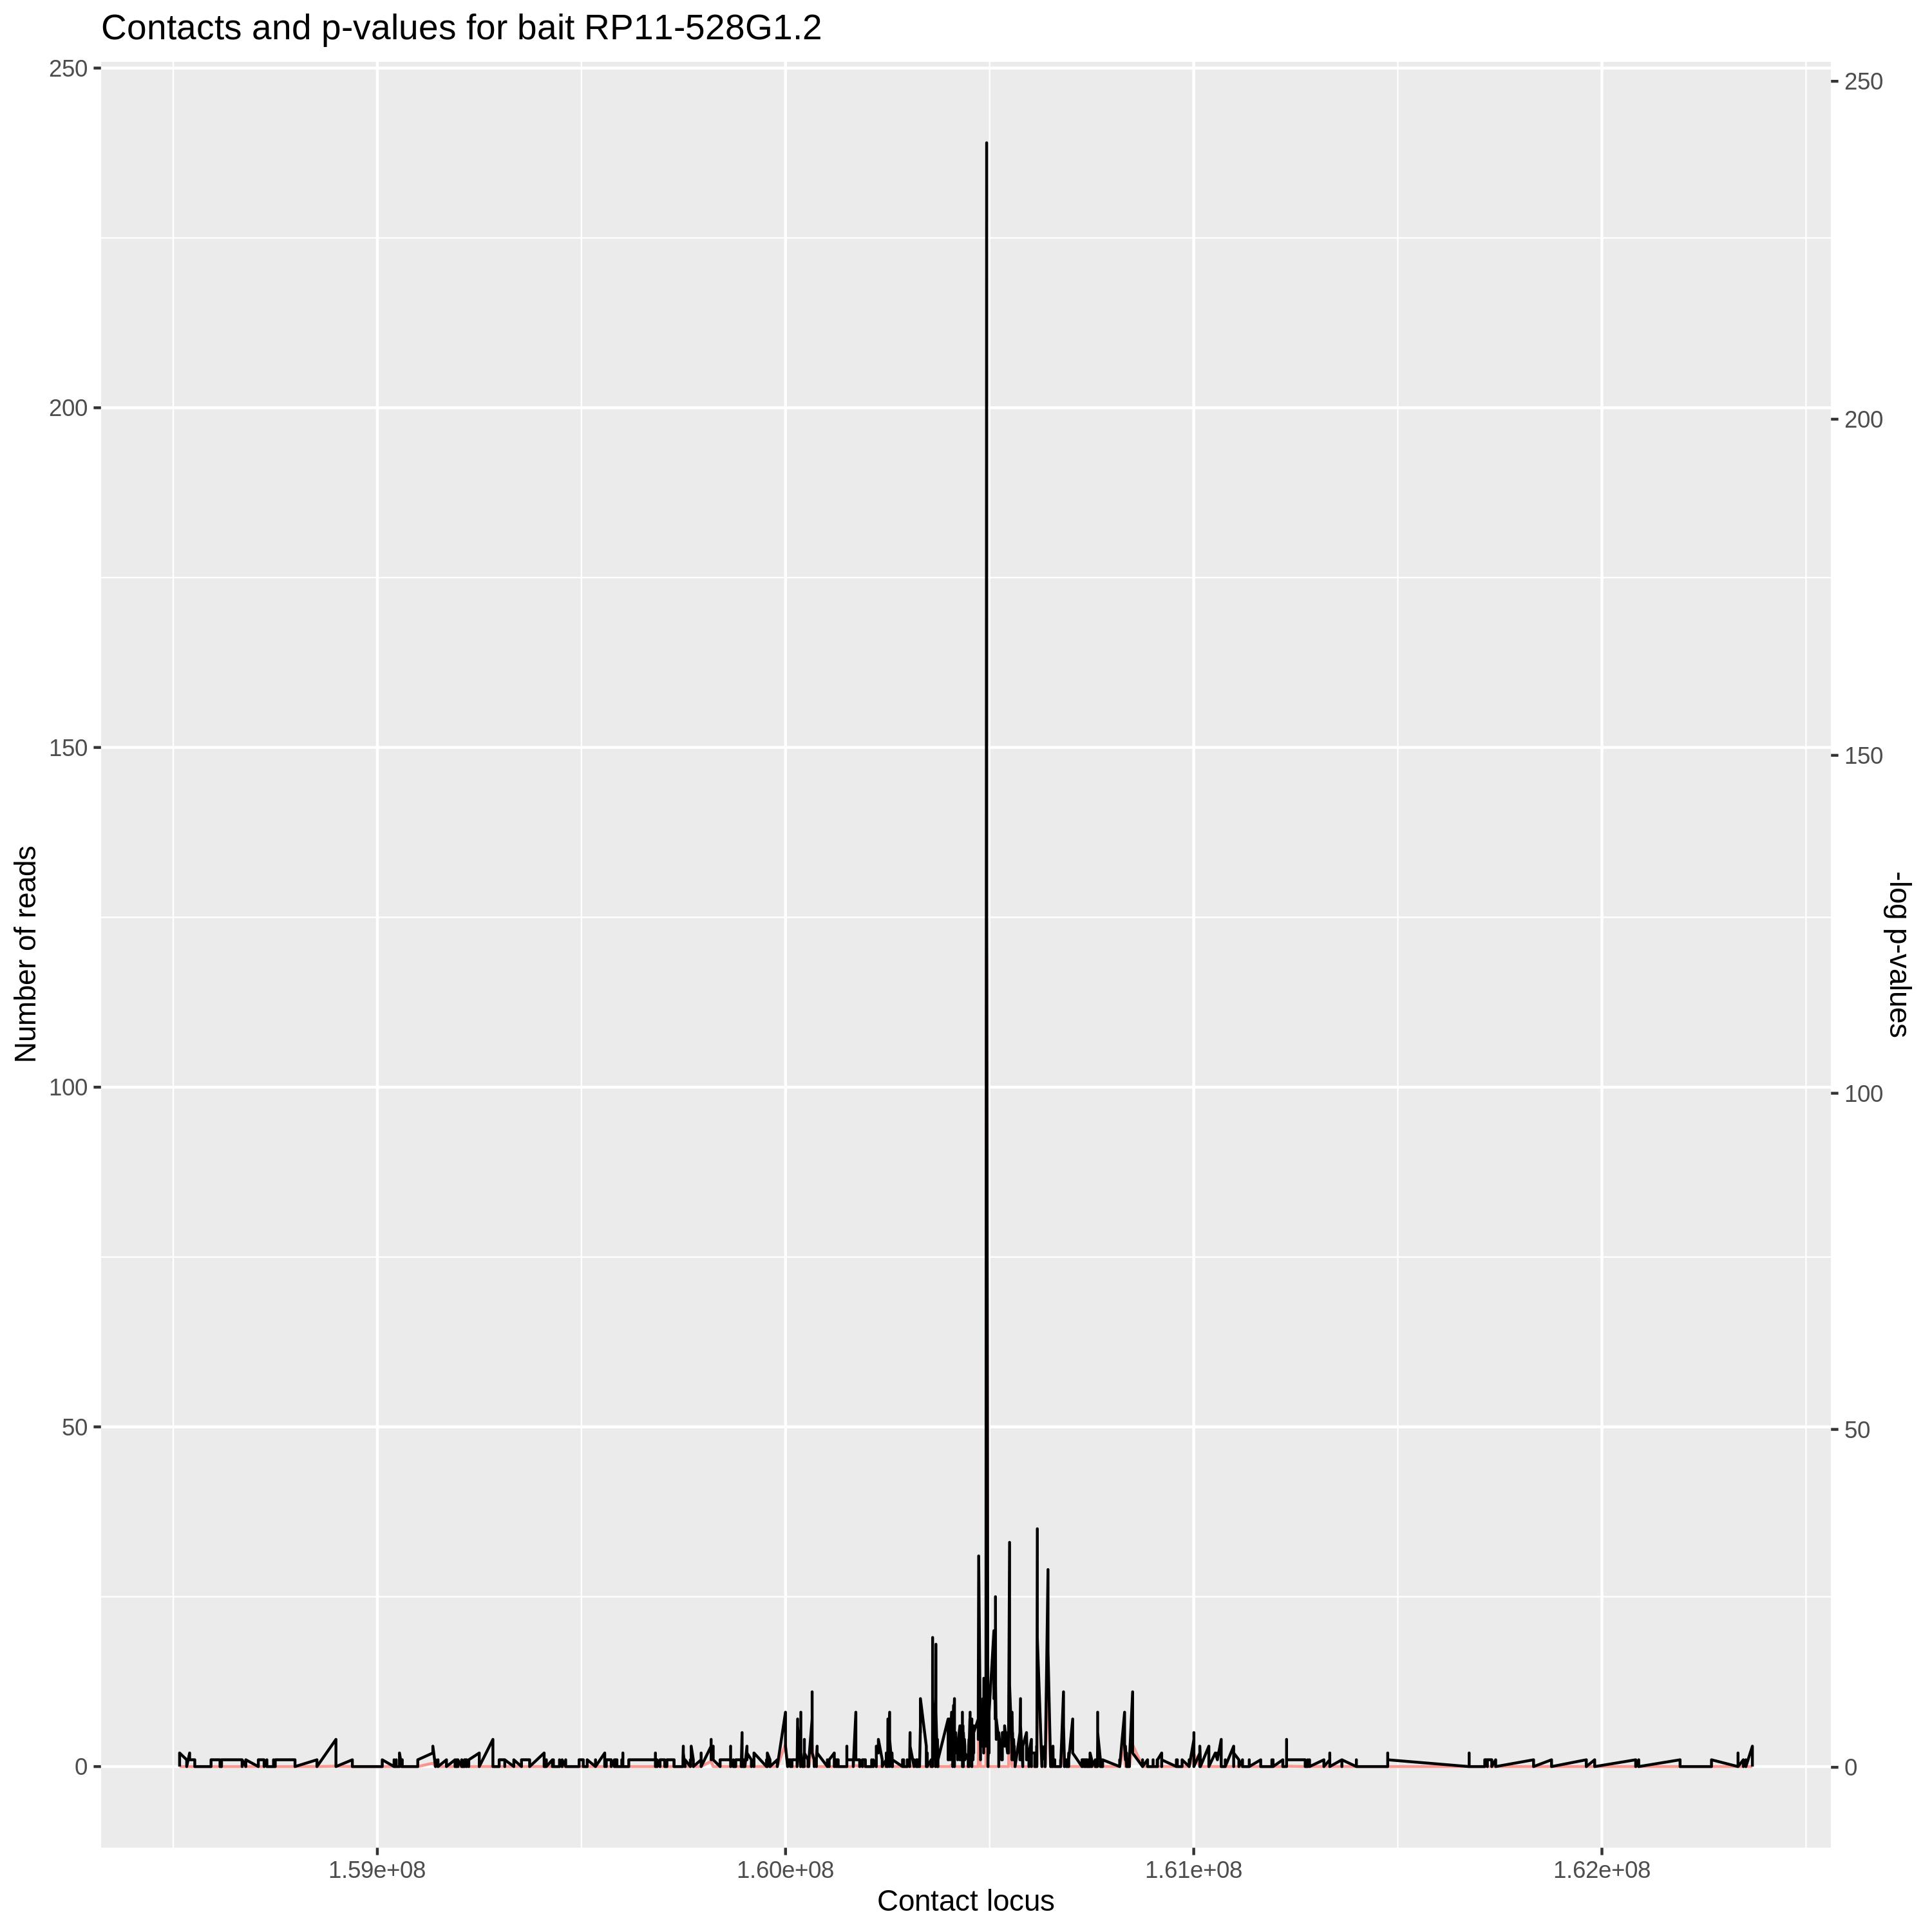 Contacts and p-values for bait RP11-528G1.2
250
200
150
100
50
0
Number of reads
250
200
150
100
50
0
-log p-values
1.59e+08
1.60e+08
1.61e+08
1.62e+08
Contact locus